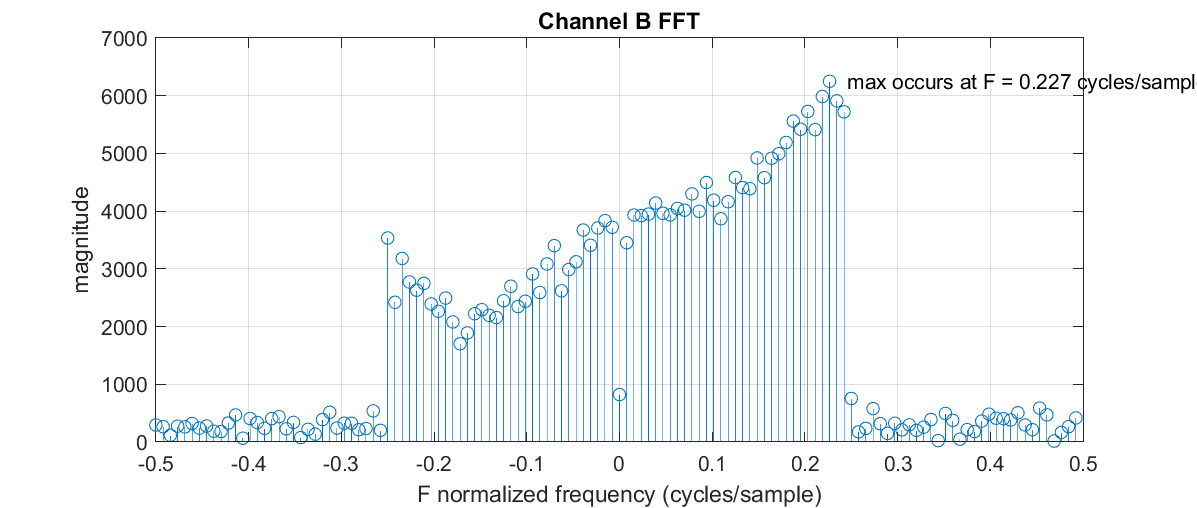 Channel B FFT
7000
6000
5000
4000
3000
2000
1000
0
magnitude
max occurs at F = 0.227 cycles/sampl
-0.5 -0.4 -0.3 -0.2 -0.1 0 0.1 0.2 0.3 0.4 0.5
F normalized frequency (cycles/sample)